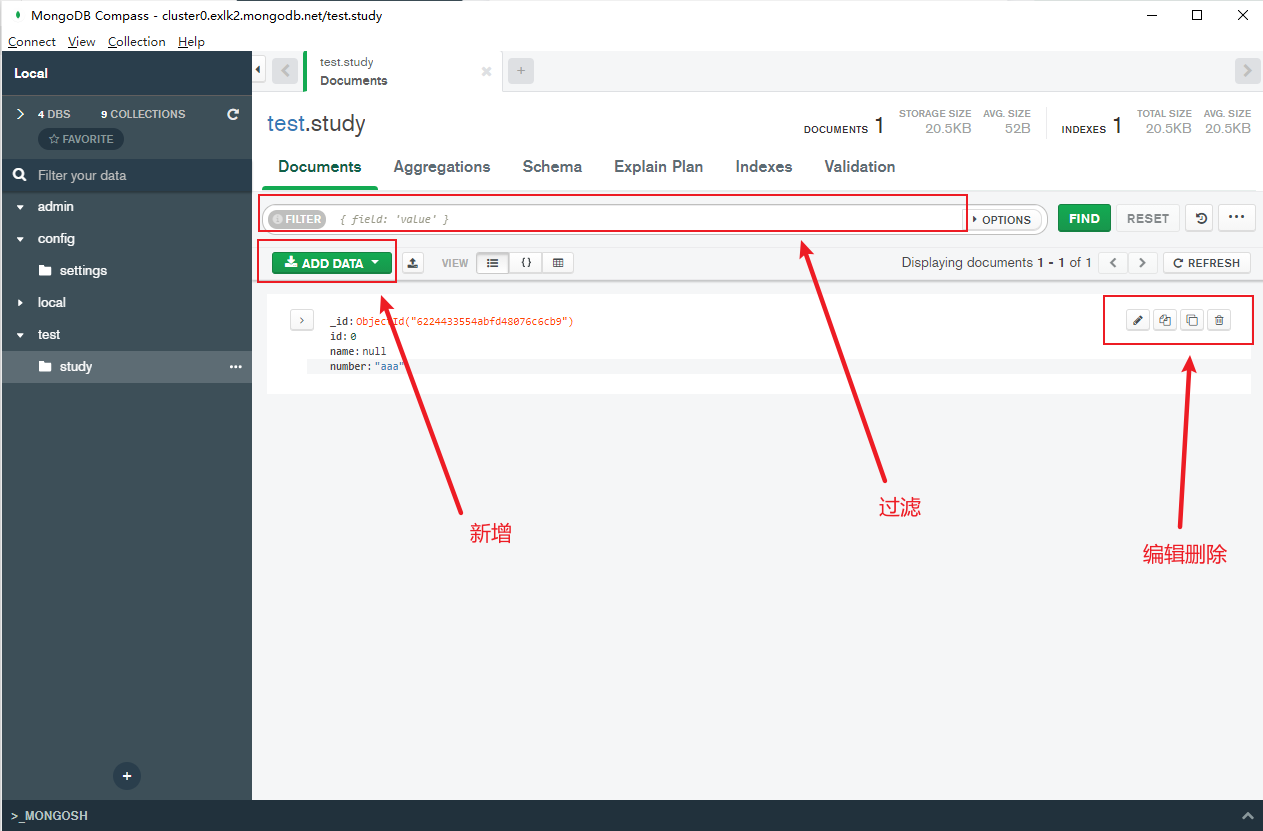 MongoDB Compass - cluster0.exlk2.mongodb.net/test.study
Connect View Collection Help
Local
4 DBS 9 COLLECTIONS
FAVORITE
Filter your data
admin
config
settings
local
test
study
>_MONGOSH
test.study
Documents
test.study
DOCUMENTS 1
STORAGE SIZE
20.5KB
AVG. SIZE
52B
INDEXES 1
TOTAL SIZE
20.5KB
AVG. SIZE
20.5KB
Documents Aggregations Schema Explain Plan Indexes Validation
FILTER { field: 'value' } OPTIONS FIND RESET
ADD DATA VIEW { } Displaying documents 1 - 1 of 1 REFRESH
_id: ObjectId("6224433554abfd48076c6cb9")
id: 0
name: null
number: "aaa"
新增
过滤
编辑删除